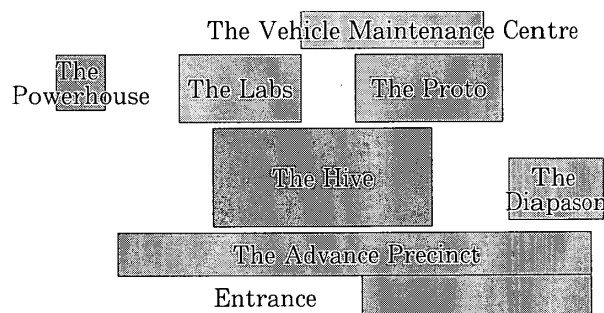 The Vehicle Maintenance Centre
The
Powerhouse
The Labs
The Proto
The Hive
The
Diapason
The Advance Precinct
Entrance